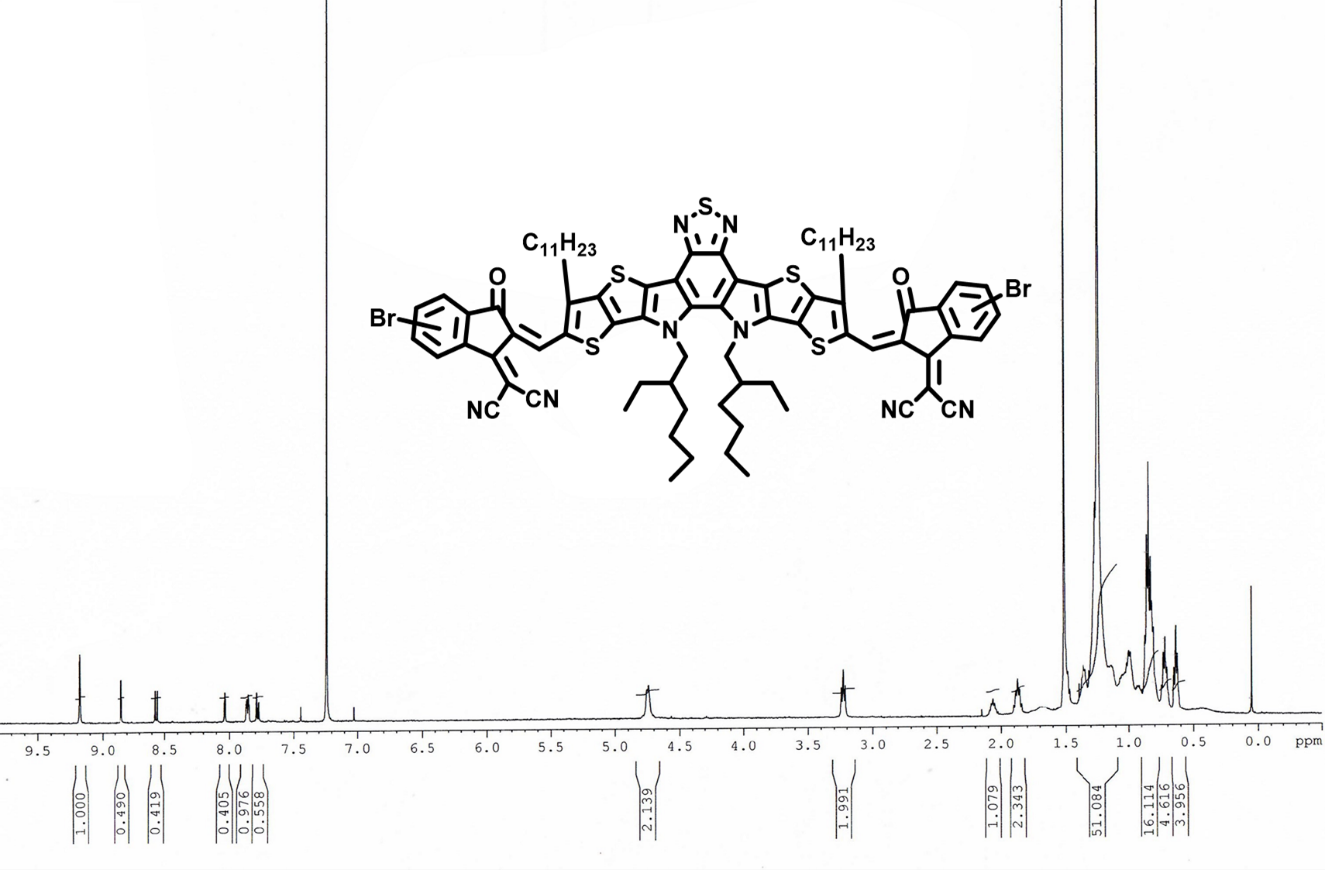 S
N N
C11H23
C11H23
O
S
S
O
Br
Br
S
N
N
S
NC
CN
NC
CN
9.5 9.0 8.5 8.0 7.5 7.0 6.5 6.0 5.5 5.0 4.5 4.0 3.5 3.0 2.5 2.0 1.5 1.0 0.5 0.0 ppm
1.000
0.490
0.419
0.405
0.976
0.558
2.139
1.991
1.079
2.343
51.084
16.114
4.616
3.956